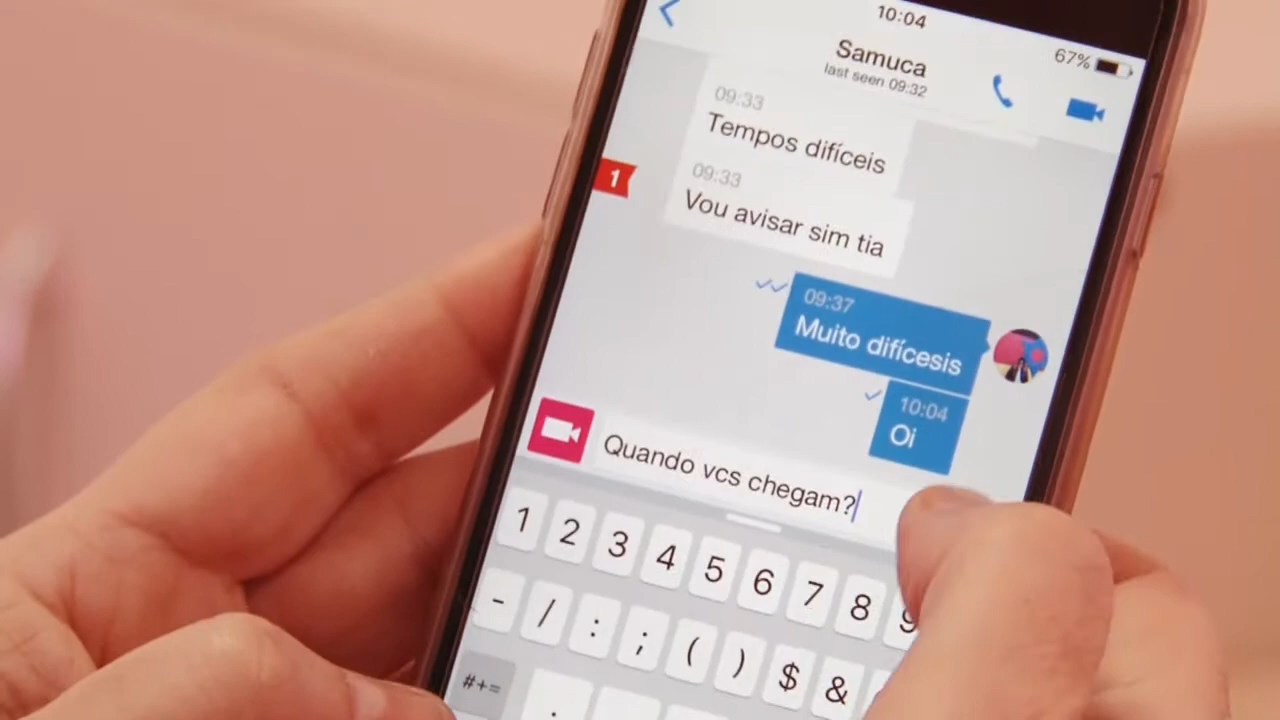 10:04
67%
Samuca
last seen 09:32
09:33
Tempos difíceis
1
09:33
Vou avisar sim tia
09:37
Muito difícesis
10:04
Oi
Quando vcs chegam?
1 2 3 4 5 6 7 8 9
- / : ; ( ) $ &
#+= .